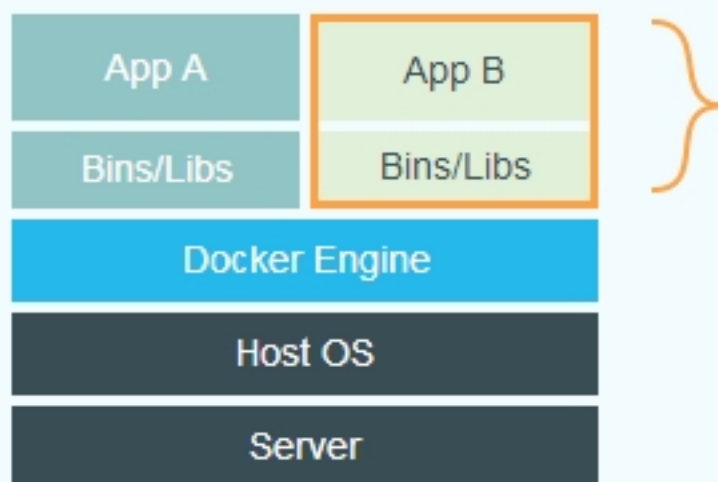 App A
App B
Bins/Libs
Bins/Libs
Docker Engine
Host OS
Server